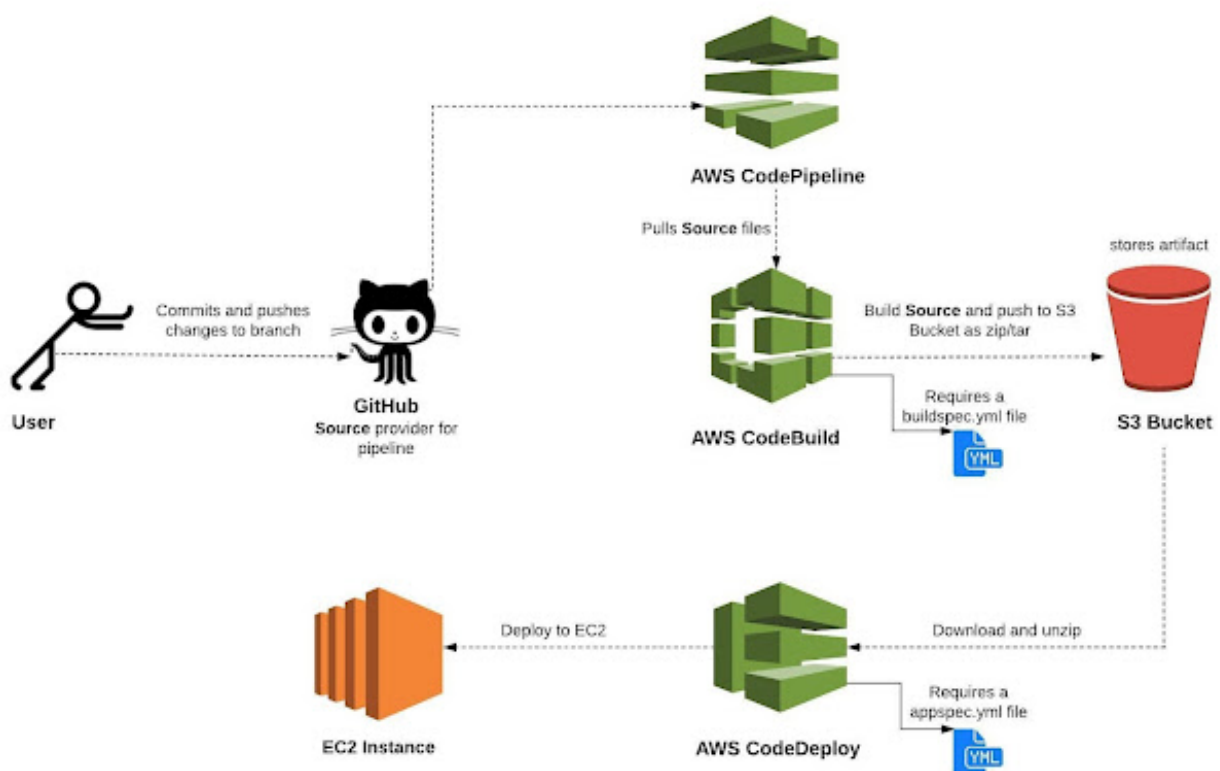 AWS CodePipeline
Pulls Source files
stores artifact
Commits and pushes
changes to branch
Build Source and push to S3
Bucket as zip/tar
GitHub
Source provider for
pipeline
User
Requires a
buildspec.yml file
YML
AWS CodeBuild
S3 Bucket
Deploy to EC2
Download and unzip
Requires a
appspec.yml file
YML
EC2 Instance
AWS CodeDeploy